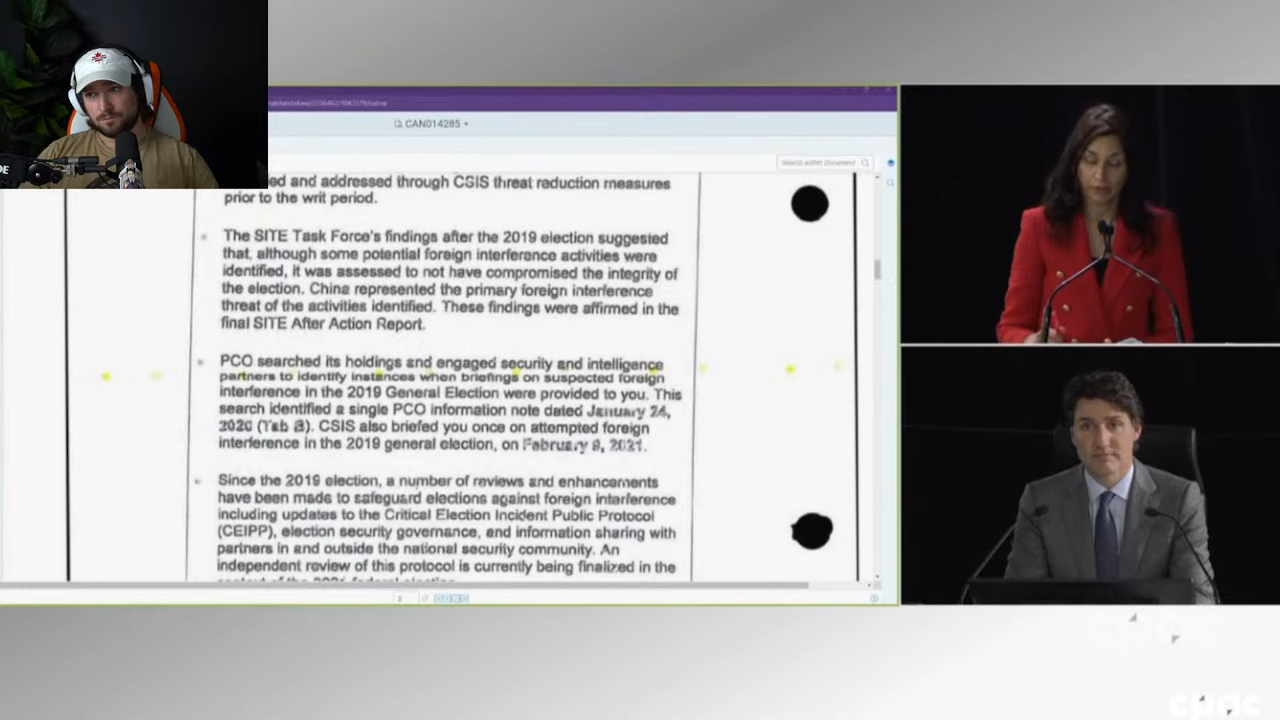 CAN014285
Search within document
ed and addressed through CSIS threat reduction measures
prior to the writ period.
The SITE Task Force's findings after the 2019 election suggested
that, although some potential foreign interference activities were
identified, it was assessed to not have compromised the integrity of
the election. China represented the primary foreign interference
threat of the activities identified. These findings were affirmed in the
final SITE After Action Report.
PCO searched its holdings and engaged security and intelligence
partners to identify instances when briefings on suspected foreign
interference in the 2019 General Election were provided to you. This
search identified a single PCO information note dated January 24,
2020 (Tab B). CSIS also briefed you once on attempted foreign
interference in the 2019 general election, on February 9, 2021.
Since the 2019 election, a number of reviews and enhancements
have been made to safeguard elections against foreign interference
including updates to the Critical Election Incident Public Protocol
(CEIPP), election security governance, and information sharing with
partners in and outside the national security community. An
independent review of this protocol is currently being finalized in the
cpac
cpac